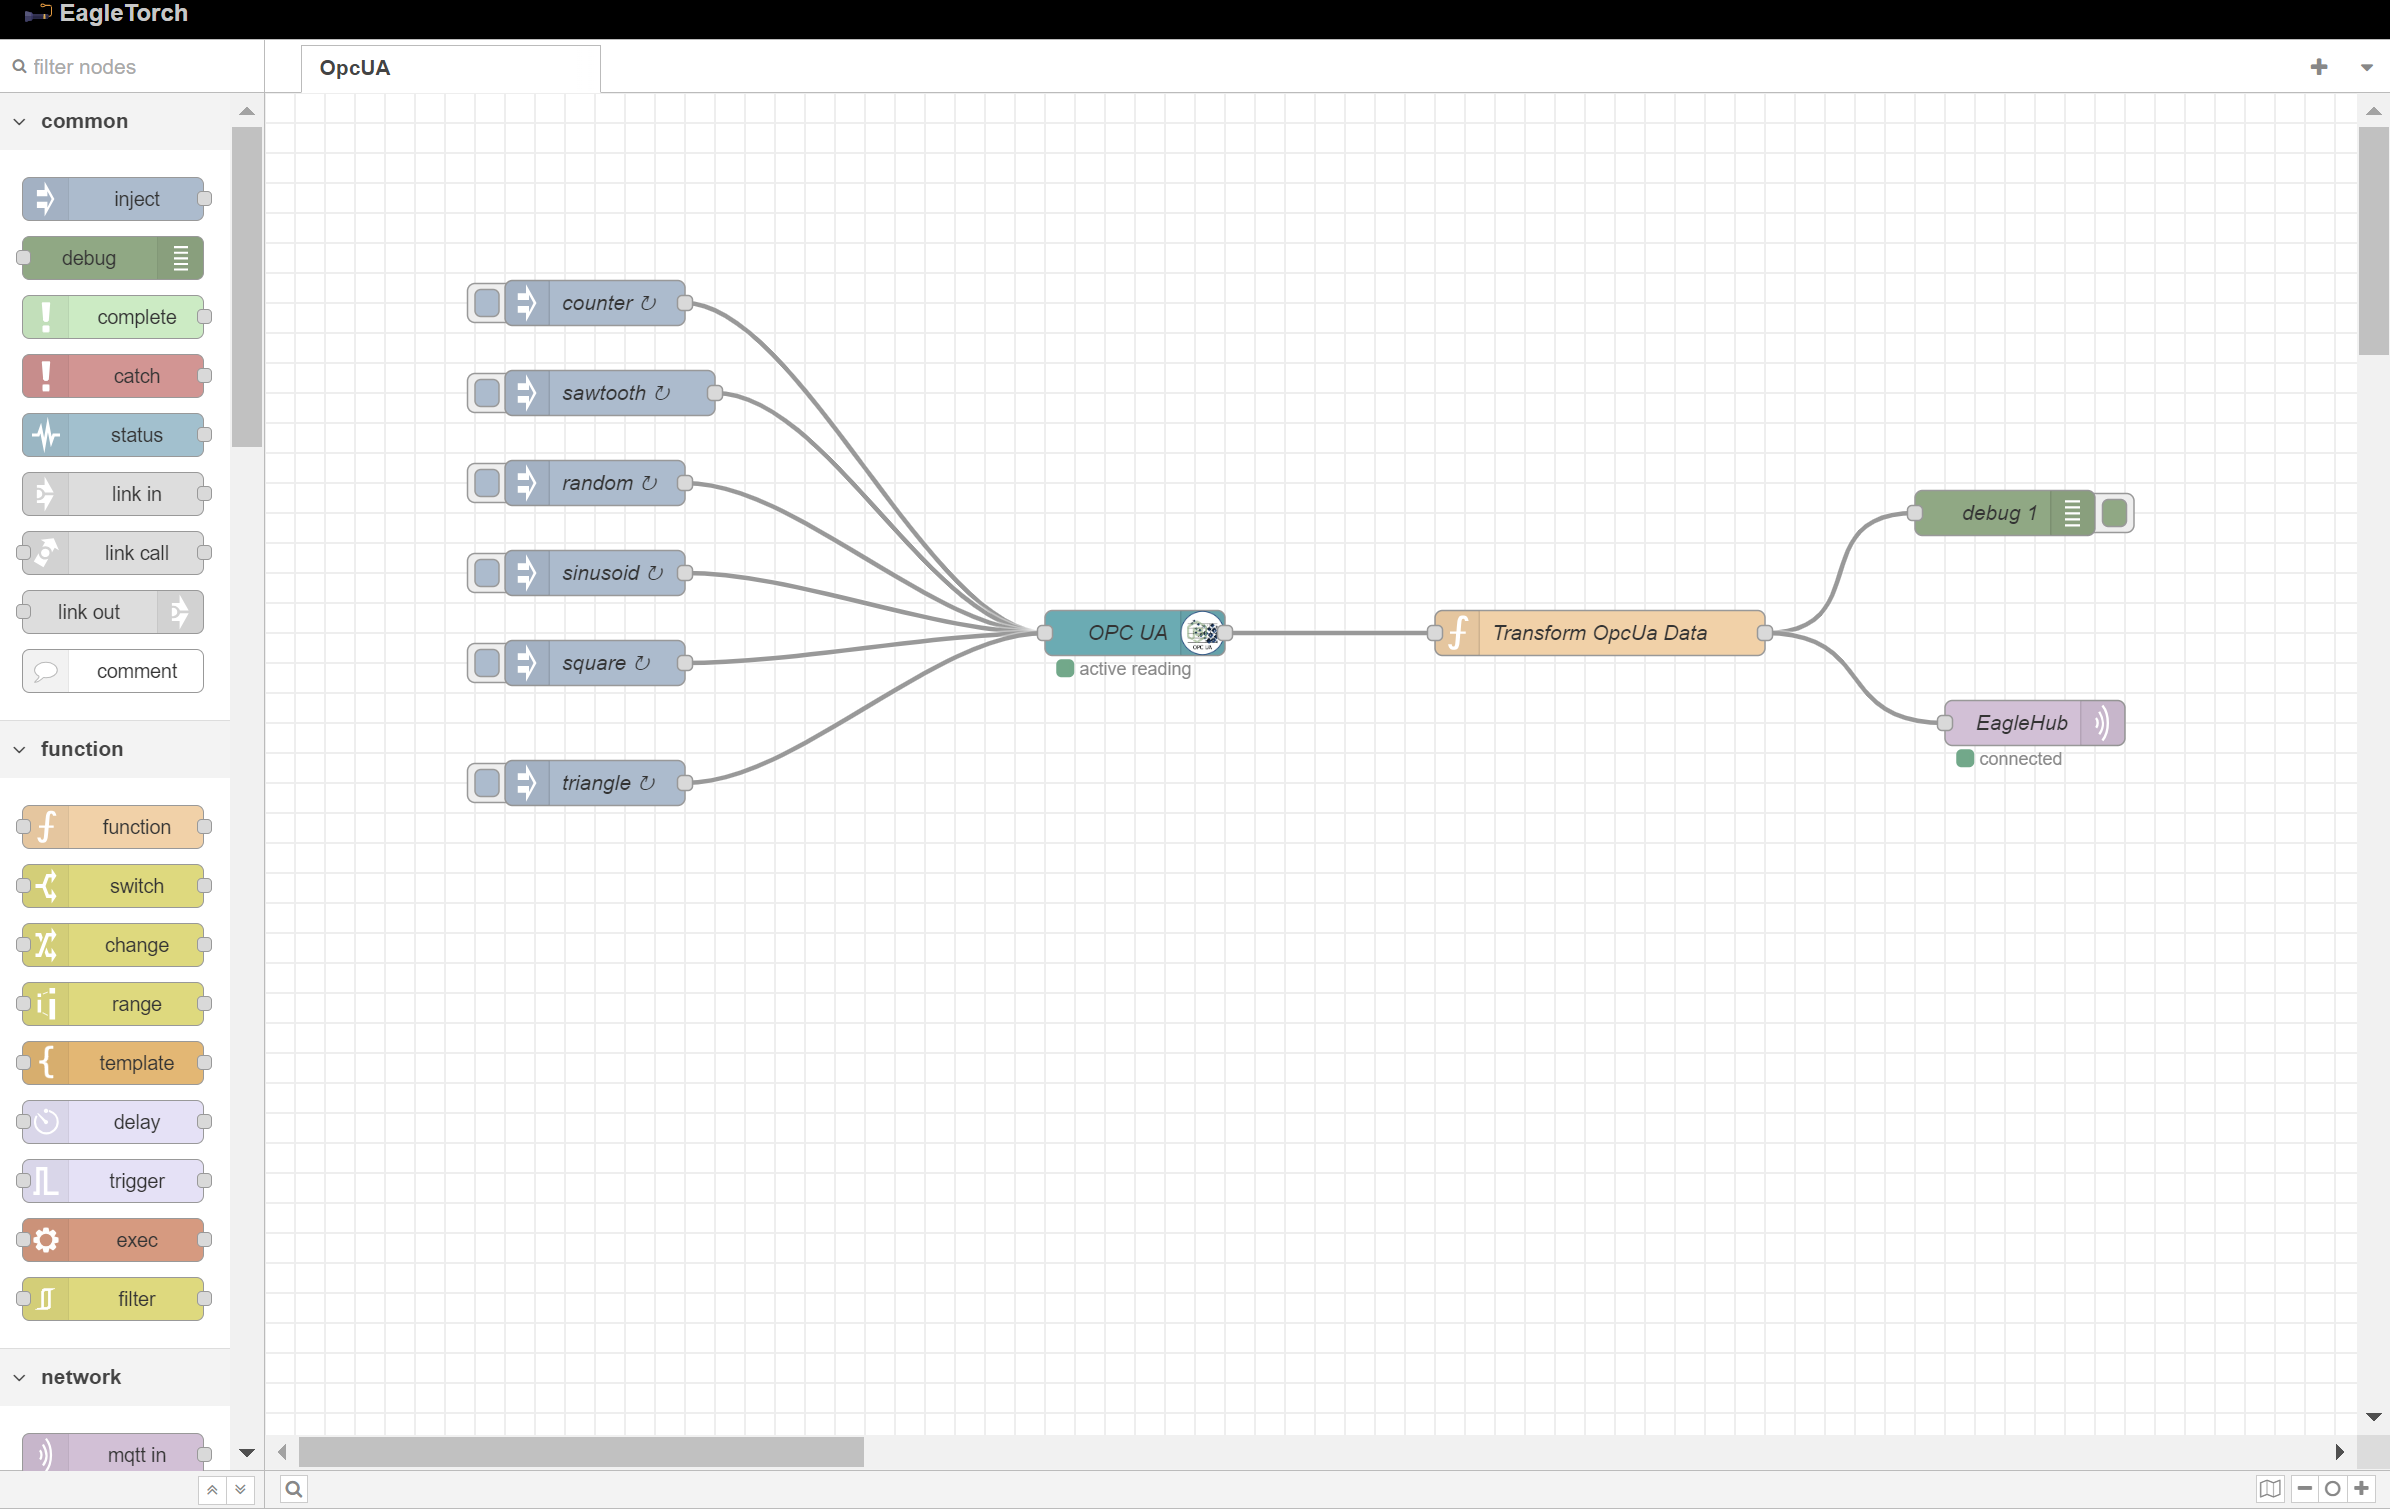 EagleTorch
filter nodes
OpcUA
common
inject
debug
complete
catch
status
link in
link call
link out
comment
function
function
switch
change
range
template
delay
trigger
exec
filter
network
mqtt in
counter ↻
sawtooth ↻
random ↻
sinusoid ↻
square ↻
triangle ↻
OPC UA
OPC UA
active reading
Transform OpcUa Data
debug 1
EagleHub
connected